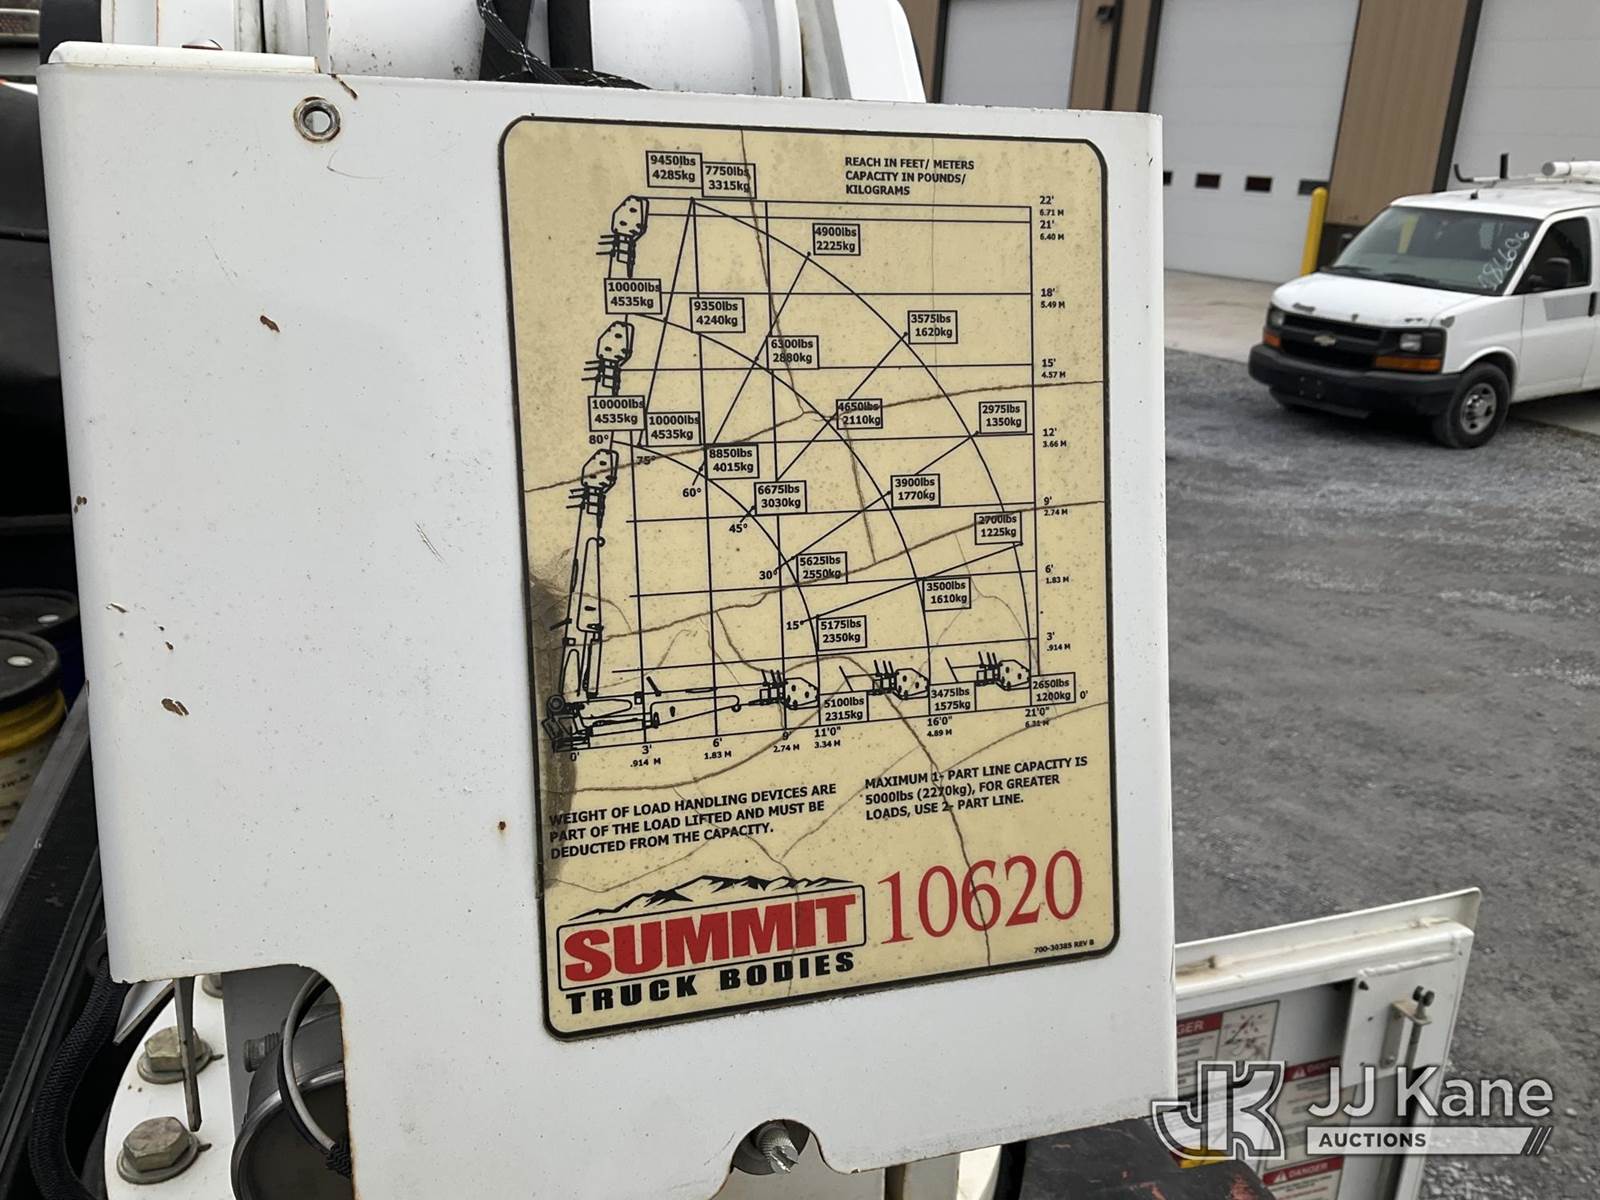 9450lbs
4285kg
7750lbs
3315kg
REACH IN FEET/ METERS
CAPACITY IN POUNDS/
KILOGRAMS
22'
6.71 M
21'
6.40 M
4900lbs
2225kg
10000lbs
4535kg
9350lbs
4240kg
18'
5.49 M
3575lbs
1620kg
6300lbs
2880kg
15'
4.57 M
10000lbs
4535kg
10000lbs
4535kg
4650lbs
2110kg
2975lbs
1350kg
12'
3.66 M
80°
75°
8850lbs
4015kg
60°
6675lbs
3030kg
45°
3900lbs
1770kg
9'
2.74 M
2700lbs
1225kg
5625lbs
2550kg
30°
6'
1.83 M
3500lbs
1610kg
15°
5175lbs
2350kg
3'
.914 M
5100lbs
2315kg
3475lbs
1575kg
2650lbs
1200kg
0'
0'
3'
.914 M
6'
1.83 M
9'
2.74 M
11'0"
3.34 M
16'0"
4.89 M
21'0"
WEIGHT OF LOAD HANDLING DEVICES ARE
PART OF THE LOAD LIFTED AND MUST BE
DEDUCTED FROM THE CAPACITY.
MAXIMUM 1- PART LINE CAPACITY IS
5000lbs (2270kg), FOR GREATER
LOADS, USE 2- PART LINE.
SUMMIT
TRUCK BODIES
10620
700-30385 REV B
DANGER
JK
JJ Kane
AUCTIONS